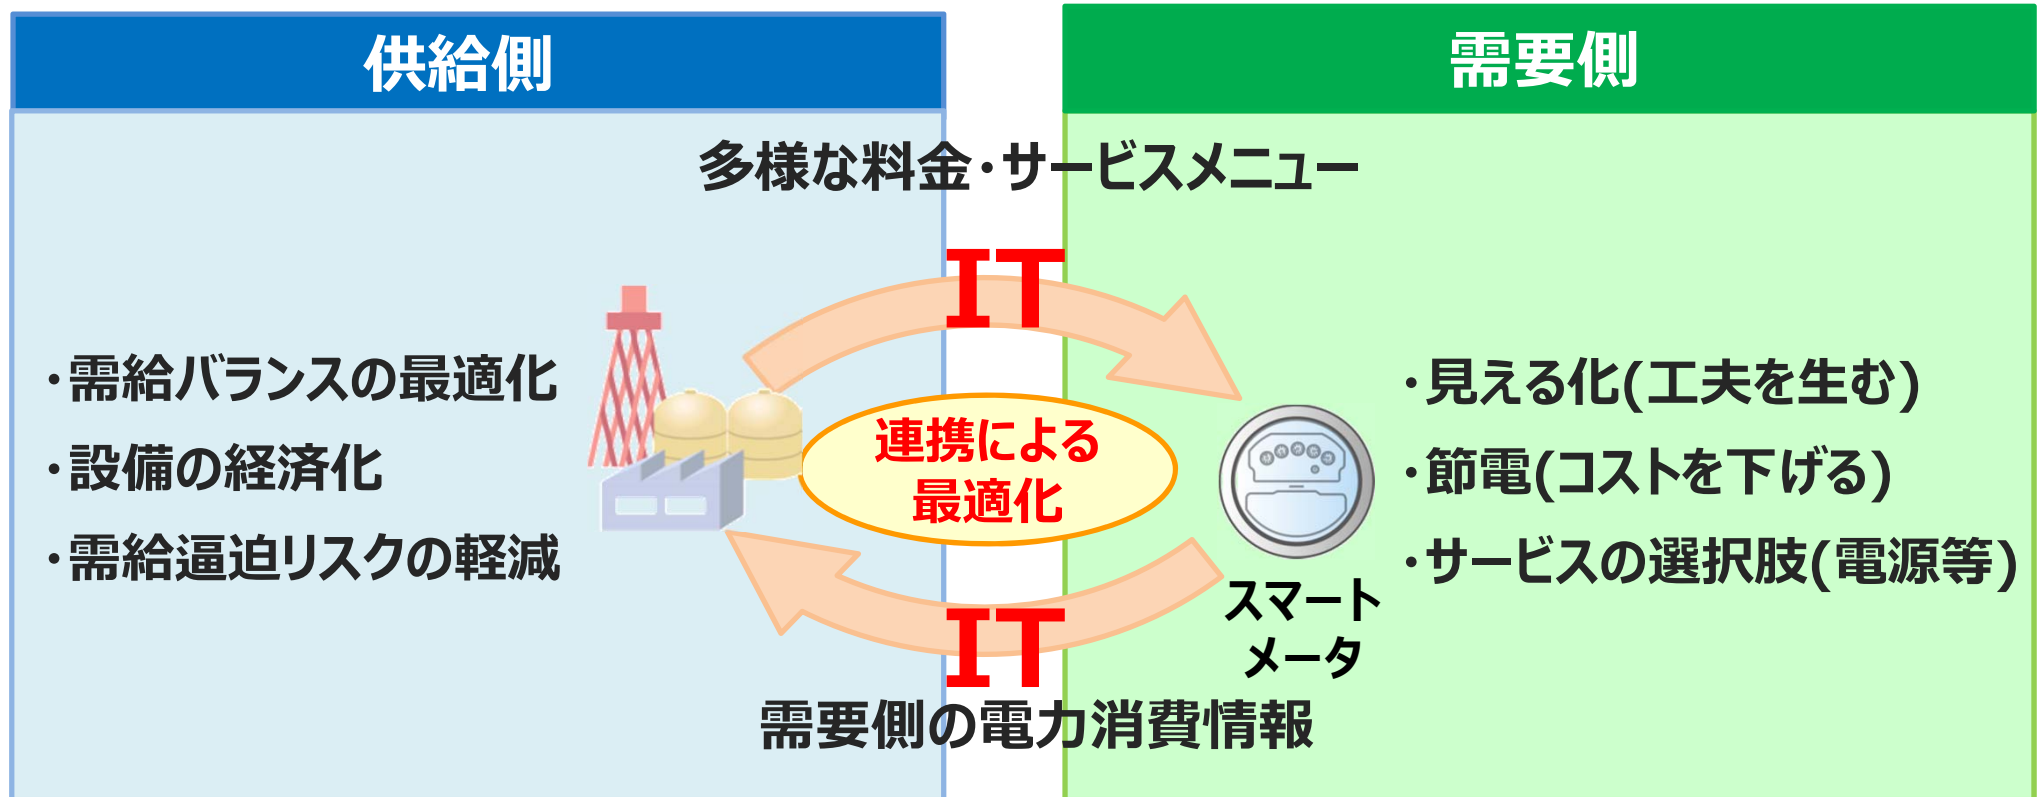 供給側
需要側
多様な料金・サービスメニュー
IT
・需給バランスの最適化
・設備の経済化
・需給逼迫リスクの軽減
連携による
最適化
・見える化(工夫を生む)
・節電(コストを下げる)
・サービスの選択肢(電源等)
スマート
メータ
IT
需要側の電力消費情報